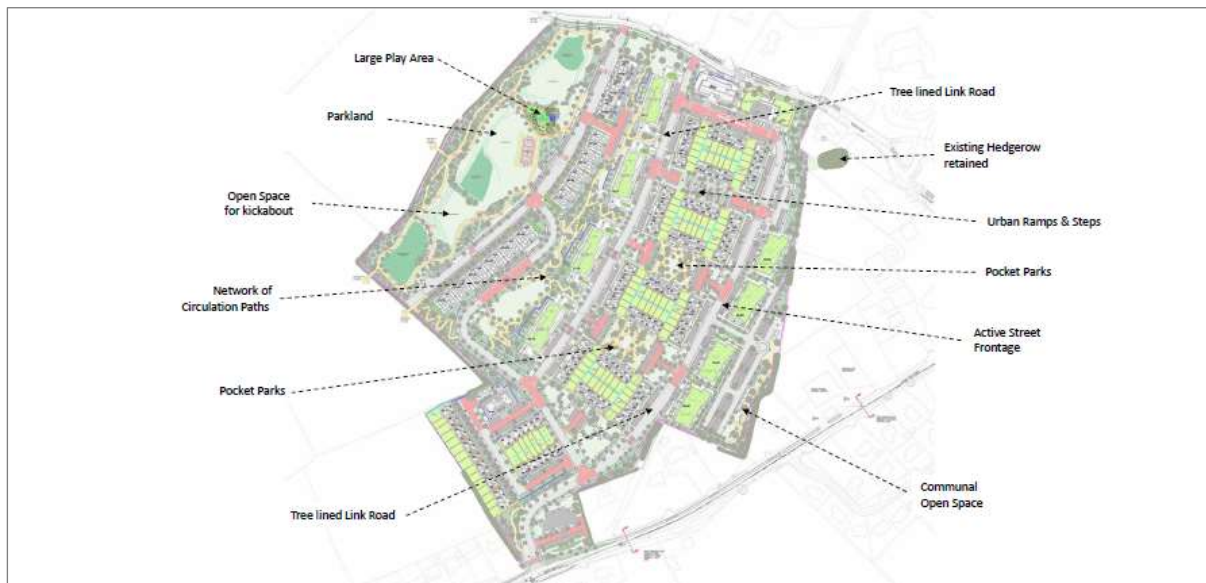 Large Play Area
Parkland
Open Space
for kickabout
Network of
Circulation Paths
Pocket Parks
Tree lined Link Road
Tree lined Link Road
Existing Hedgerow
retained
Urban Ramps & Steps
Pocket Parks
Active Street
Frontage
Communal
Open Space